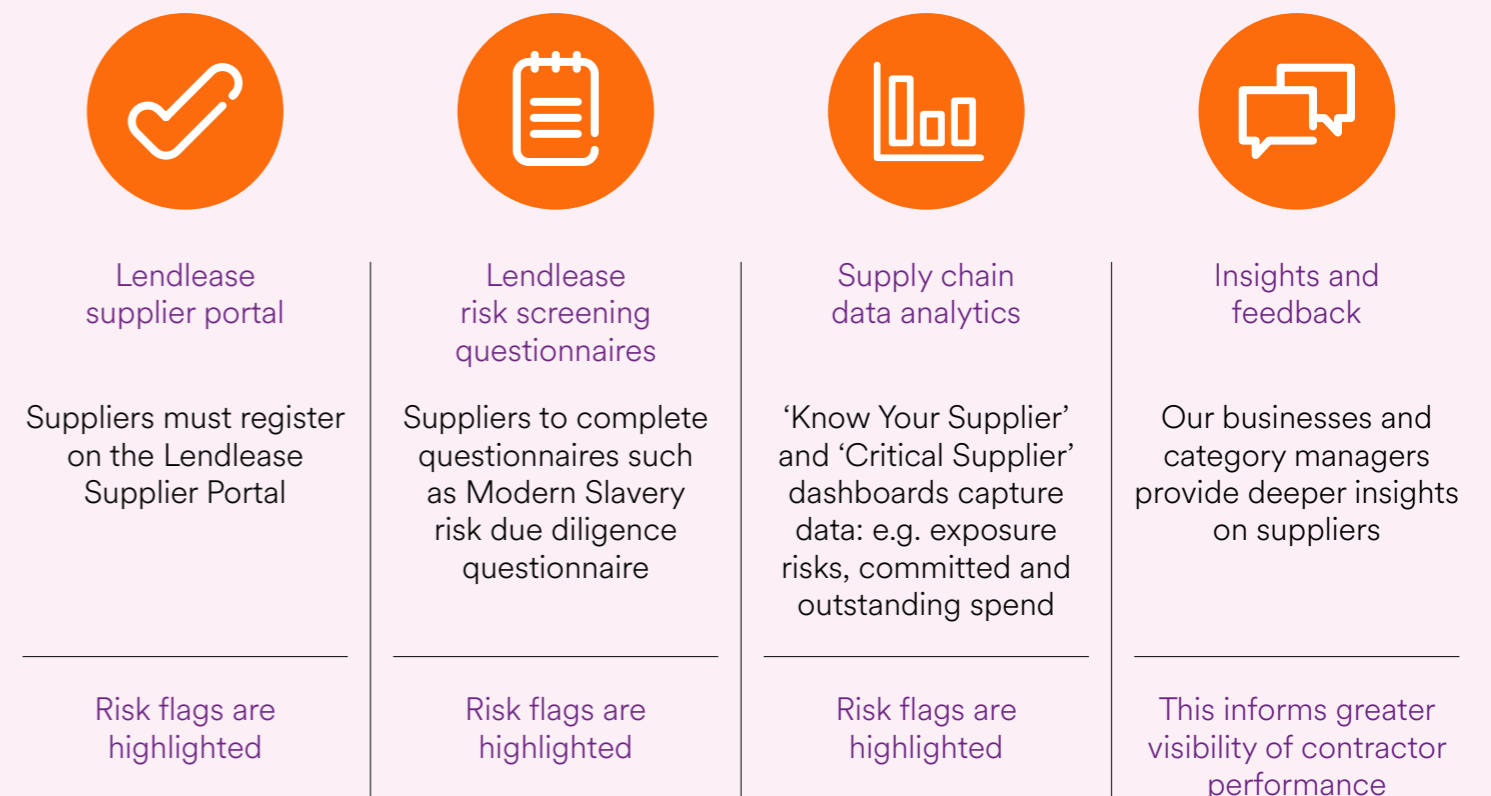 Lendlease
supplier portal
Suppliers must register
on the Lendlease
Supplier Portal
Risk flags are
highlighted
Lendlease
risk screening
questionnaires
Suppliers to complete
questionnaires such
as Modern Slavery
risk due diligence
questionnaire
Risk flags are
highlighted
Supply chain
data analytics
‘Know Your Supplier’
and ‘Critical Supplier’
dashboards capture
data: e.g. exposure
risks, committed and
outstanding spend
Risk flags are
highlighted
Insights and
feedback
Our businesses and
category managers
provide deeper insights
on suppliers
This informs greater
visibility of contractor
performance